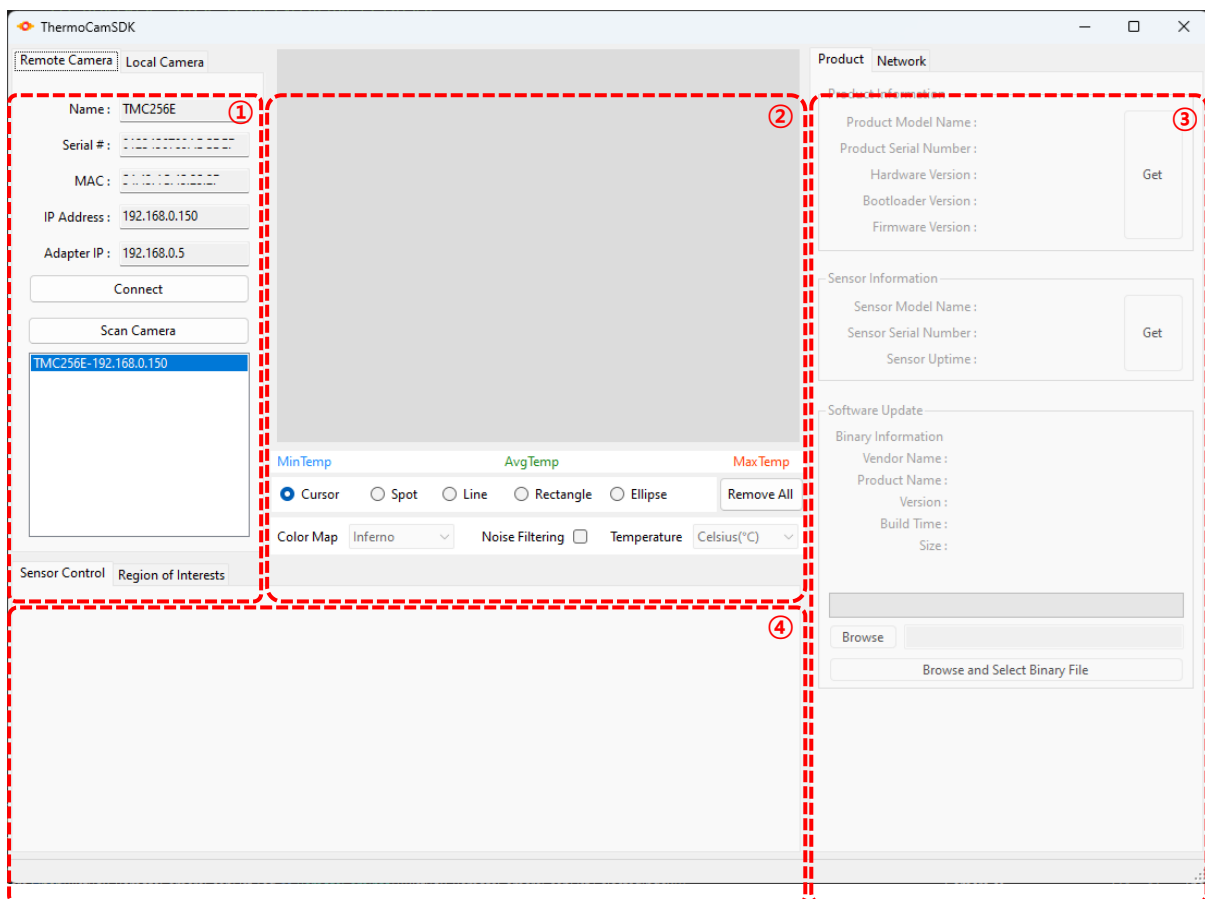 ThermoCamSDK
Remote Camera Local Camera
Name : TMC256E
①
Serial # :
MAC :
IP Address : 192.168.0.150
Adapter IP : 192.168.0.5
Connect
Scan Camera
TMC256E-192.168.0.150
②
MinTemp AvgTemp MaxTemp
Cursor Spot Line Rectangle Ellipse Remove All
Color Map Inferno Noise Filtering Temperature Celsius(°C)
Sensor Control Region of Interests
④
Product Network
Product Information
③
Product Model Name :
Product Serial Number :
Hardware Version :
Bootloader Version :
Firmware Version :
Get
Sensor Information
Sensor Model Name :
Sensor Serial Number :
Sensor Uptime :
Get
Software Update
Binary Information
Vendor Name :
Product Name :
Version :
Build Time :
Size :
Browse
Browse and Select Binary File